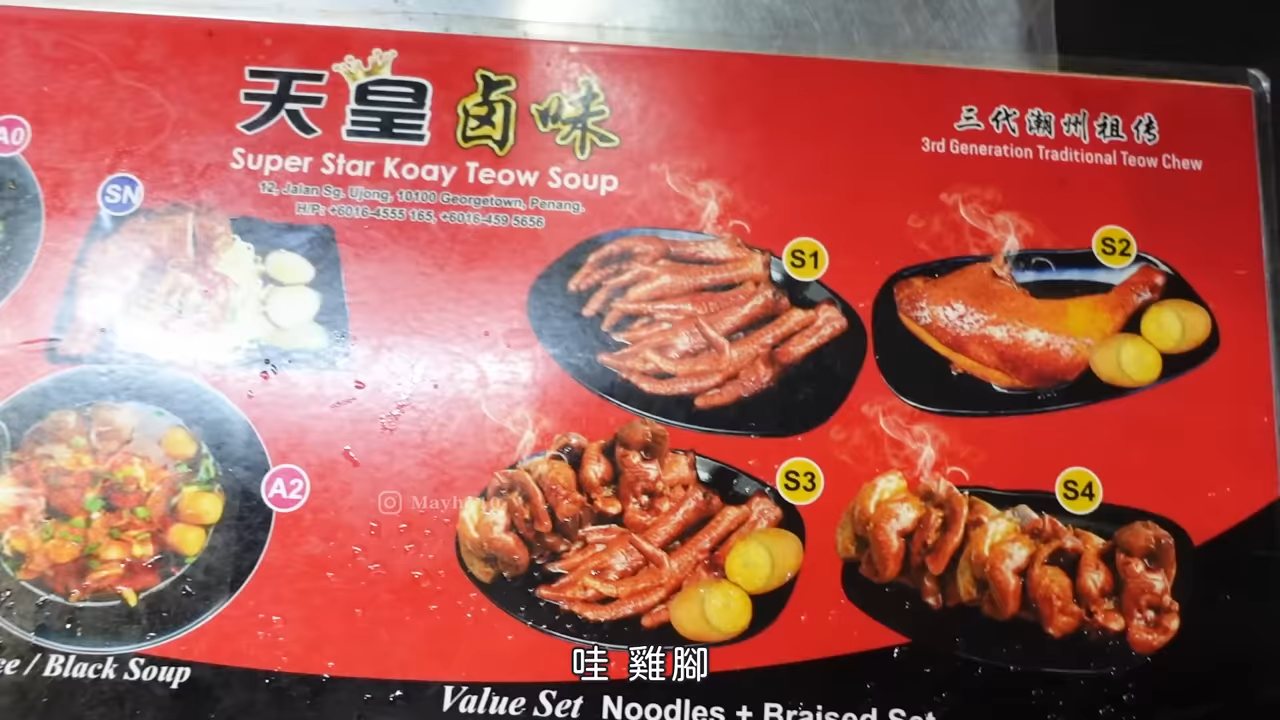 天皇卤味
Super Star Koay Teow Soup
12, Jalan Sg. Ujong, 10100 Georgetown, Penang.
H/P: +6016-4555 165, +6016-459 5656
三代潮州祖传
3rd Generation Traditional Teow Chew
A0
SN
S1
S2
A2
S3
S4
/ Black Soup
哇 雞腳
Value Set Noodles + Braised Set